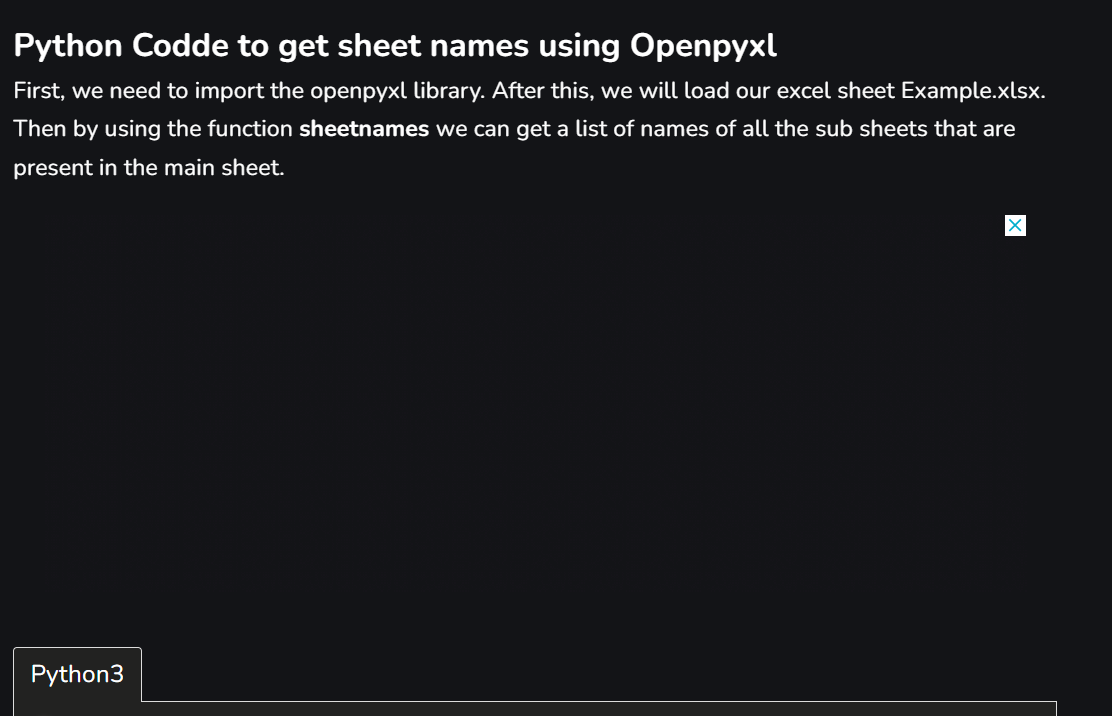 Python Codde to get sheet names using Openpyxl
First, we need to import the openpyxl library. After this, we will load our excel sheet Example.xlsx.
Then by using the function sheetnames we can get a list of names of all the sub sheets that are
present in the main sheet.
Python3